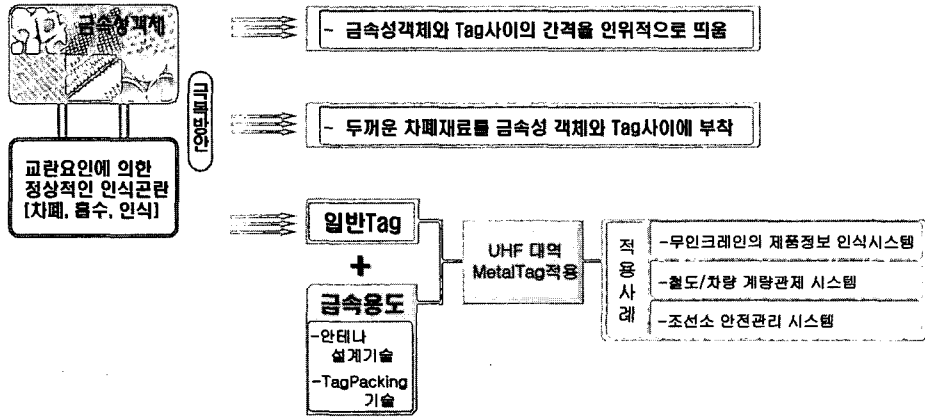 금속성객체
교란요인에 의한
정상적인 인식곤란
[차폐, 흡수, 인식]
극복방안
- 금속성객체와 Tag사이의 간격을 인위적으로 띄움
- 두꺼운 차폐재료를 금속성 객체와 Tag사이에 부착
일반Tag
+
금속용도
-안테나
설계기술
-TagPacking
기술
UHF 대역
MetalTag적용
적용사례
-무인크레인의 제품정보 인식시스템
-철도/차량 계량관제 시스템
-조선소 안전관리 시스템